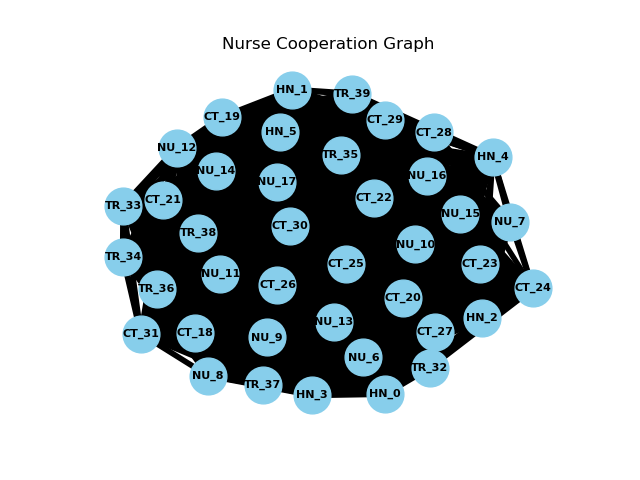 Nurse Cooperation Graph
HN_1
TR_39
CT_19
CT_29
HN_5
CT_28
NU_12
TR_35
HN_4
NU_14
NU_16
NU_17
CT_21
CT_22
TR_33
NU_15
NU_7
CT_30
TR_38
NU_10
TR_34
CT_25
CT_23
NU_11
CT_26
TR_36
CT_24
CT_20
HN_2
NU_13
CT_31
CT_18
CT_27
NU_9
NU_6
TR_32
NU_8
TR_37
HN_3
HN_0